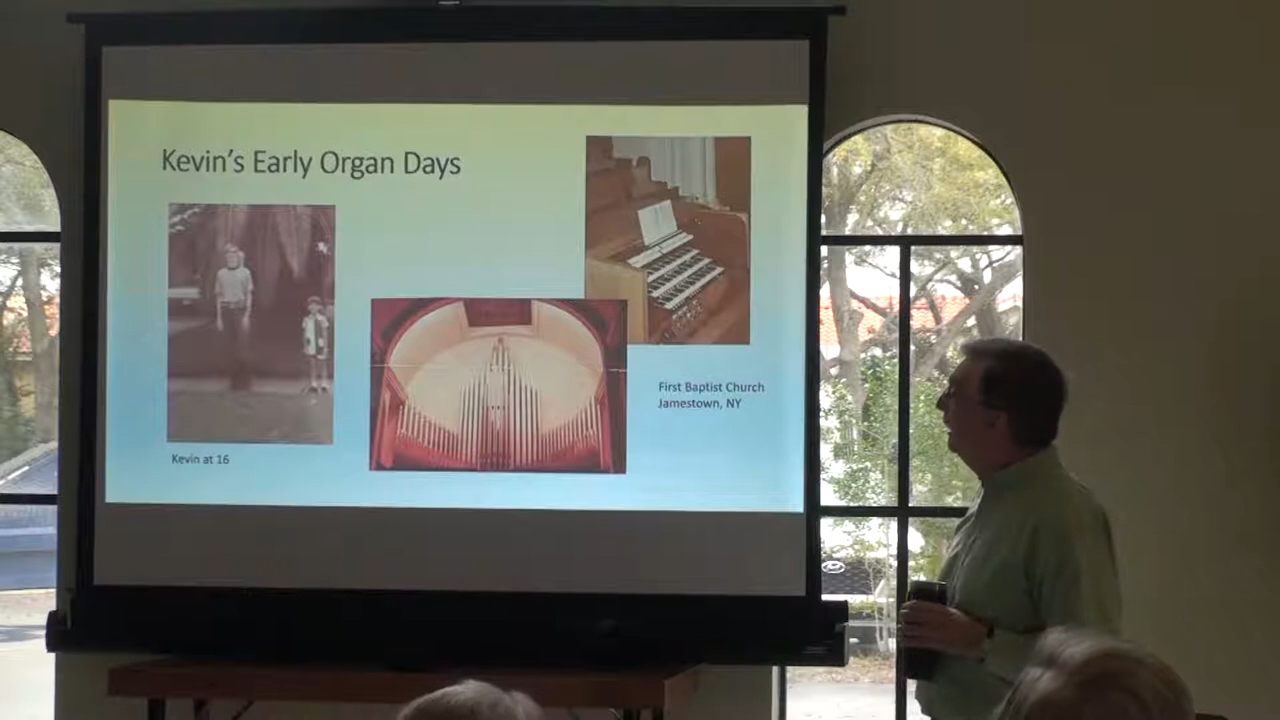 Kevin's Early Organ Days
First Baptist Church
Jamestown, NY
Kevin at 16